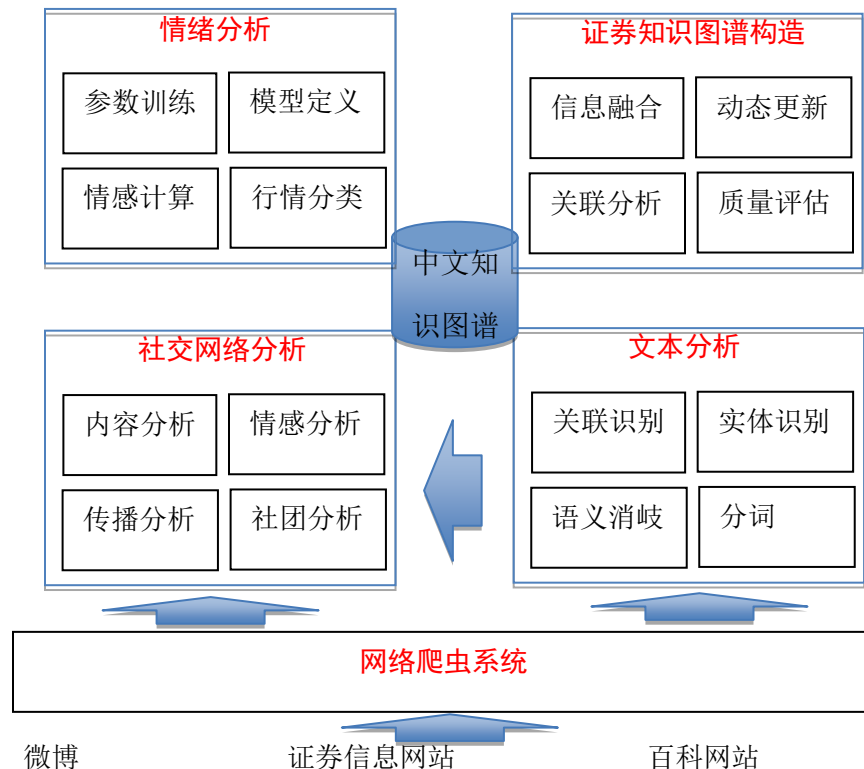 情绪分析
参数训练
模型定义
情感计算
行情分类
证券知识图谱构造
信息融合
动态更新
关联分析
质量评估
中文知
识图谱
社交网络分析
内容分析
情感分析
传播分析
社团分析
文本分析
关联识别
实体识别
语义消岐
分词
网络爬虫系统
微博
证券信息网站
百科网站